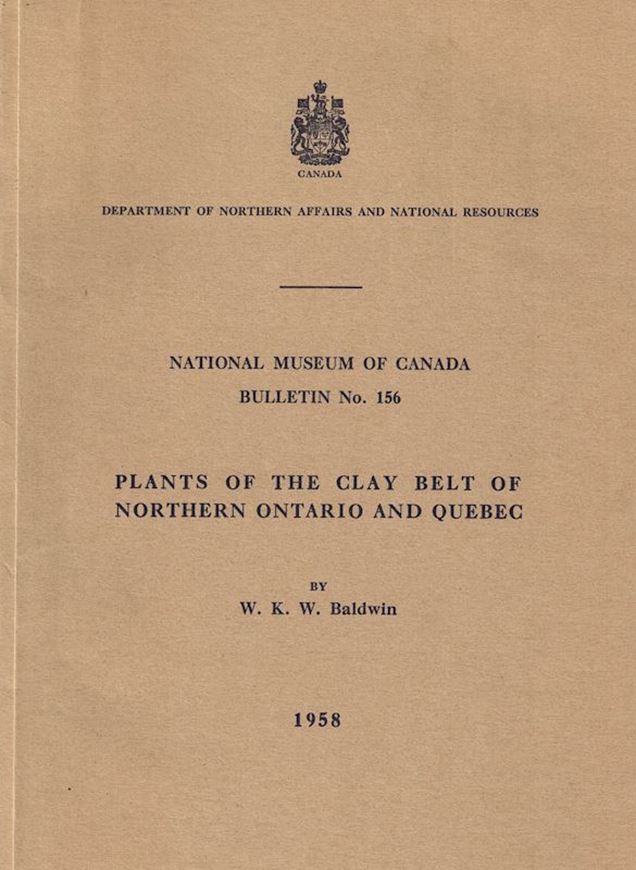 CANADA
DEPARTMENT OF NORTHERN AFFAIRS AND NATIONAL RESOURCES
NATIONAL MUSEUM OF CANADA
BULLETIN No. 156
PLANTS OF THE CLAY BELT OF
NORTHERN ONTARIO AND QUEBEC
BY
W. K. W. Baldwin
1958